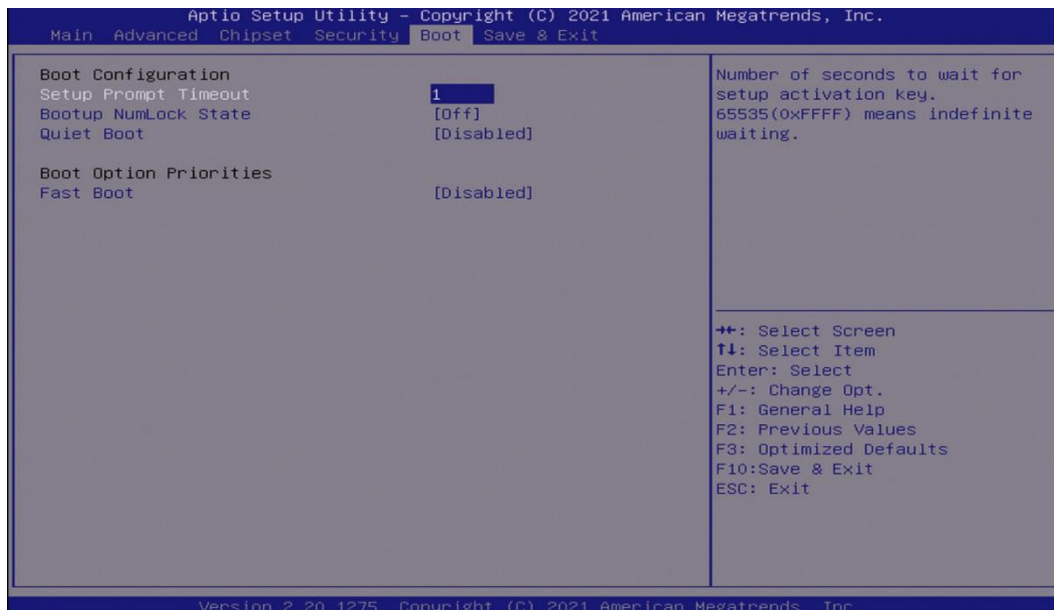 Aptio Setup Utility – Copyright (C) 2021 American Megatrends, Inc.
Main Advanced Chipset Security Boot Save & Exit
Boot Configuration
Setup Prompt Timeout 1
Bootup NumLock State [Off]
Quiet Boot [Disabled]
Boot Option Priorities
Fast Boot [Disabled]
Number of seconds to wait for
setup activation key.
65535(0xFFFF) means indefinite
waiting.
→←: Select Screen
↑↓: Select Item
Enter: Select
+/-: Change Opt.
F1: General Help
F2: Previous Values
F3: Optimized Defaults
F10:Save & Exit
ESC: Exit
Version 2.20.1275. Copyright (C) 2021 American Megatrends, Inc.